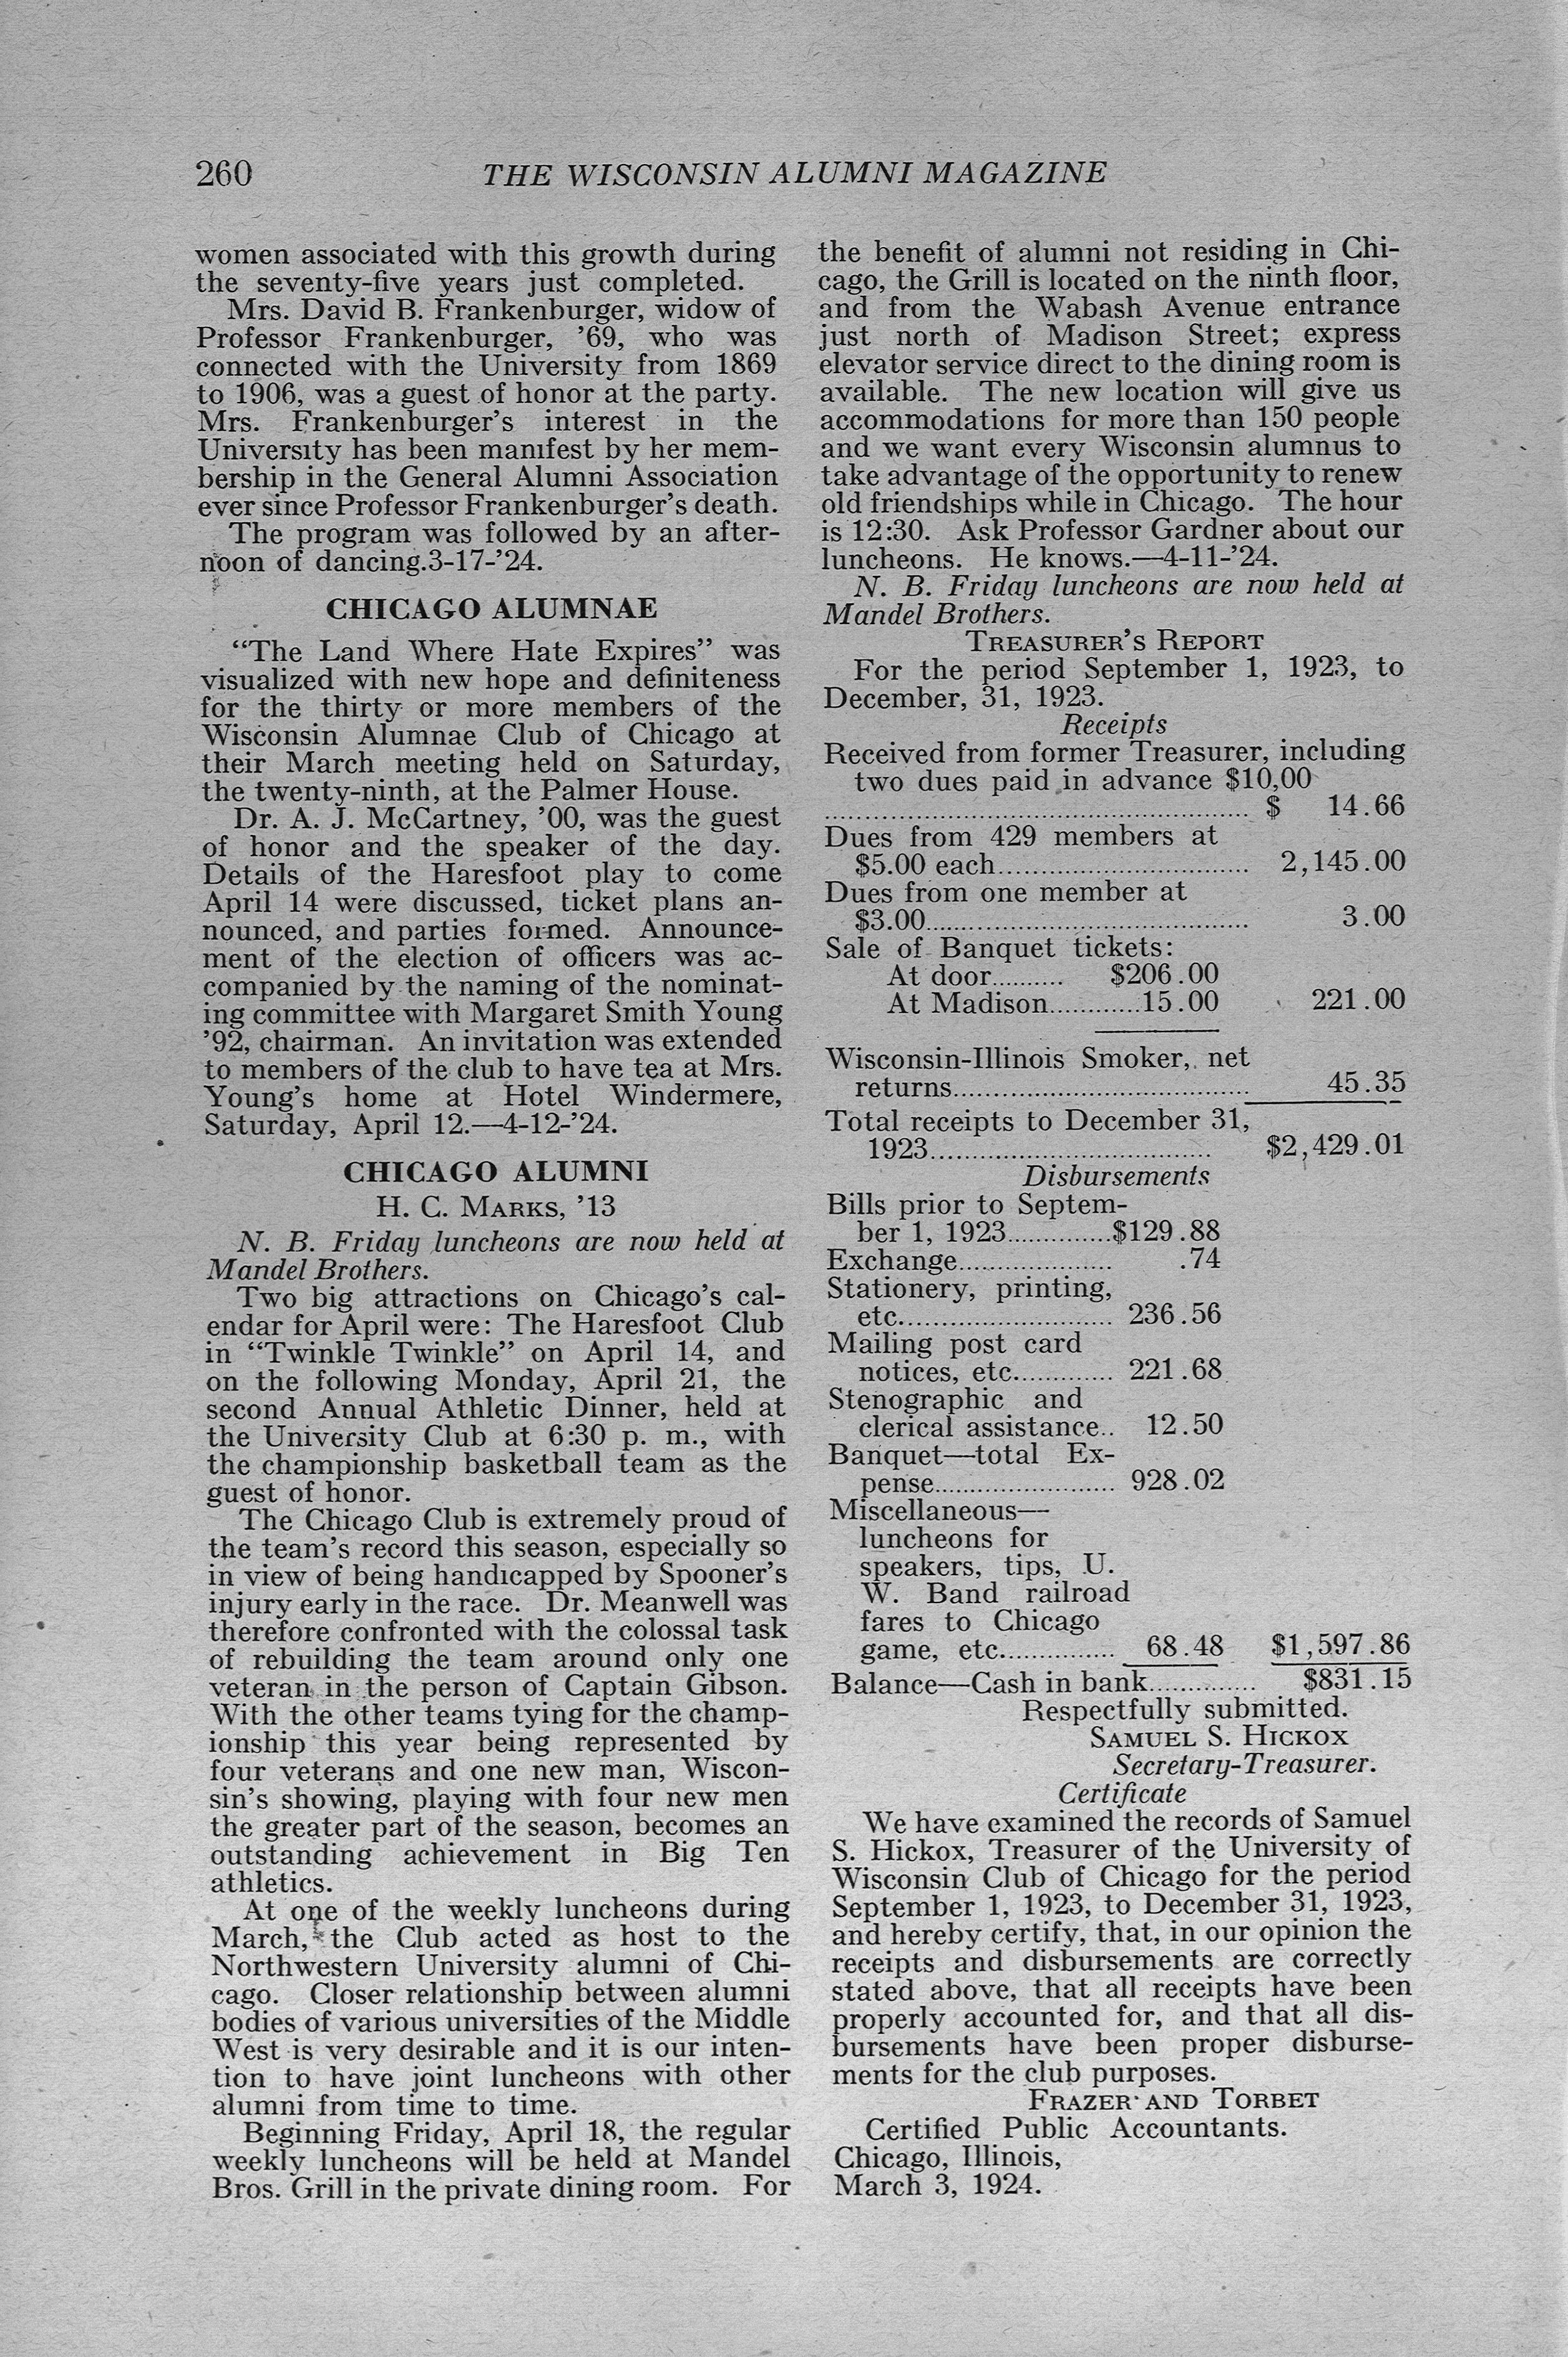 260
THE WISCONSIN ALUMNI MAGAZINE
women associated with this growth during
the seventy-five years just completed.
Mrs. David B. Frankenburger, widow of
Professor Frankenburger, ’69, who was
connected with the University from 1869
to 1906, was a guest of honor at the party.
Mrs. Frankenburger’s interest in the
University has been manifest by her mem-
bership in the General Alumni Association
ever since Professor Frankenburger’s death.
The program was followed by an after-
noon of dancing.3-17-’24.
CHICAGO ALUMNAE
“The Land Where Hate Expires” was
visualized with new hope and definiteness
for the thirty or more members of the
Wisconsin Alumnae Club of Chicago at
their March meeting held on Saturday,
the twenty-ninth, at the Palmer House.
Dr. A. J. McCartney, ’00, was the guest
of honor and the speaker of the day.
Details of the Haresfoot play to come
April 14 were discussed, ticket plans an-
nounced, and parties formed. Announce-
ment of the election of officers was ac-
companied by the naming of the nominat-
ing committee with Margaret Smith Young
’92, chairman. An invitation was extended
to members of the club to have tea at Mrs.
Young’s home at Hotel Windermere,
Saturday, April 12.—4-12-’24.
CHICAGO ALUMNI
H. C. MARKS, ’13
N. B. Friday luncheons are now held at
Mandel Brothers.
Two big attractions on Chicago’s cal-
endar for April were: The Haresfoot Club
in “Twinkle Twinkle” on April 14, and
on the following Monday, April 21, the
second Annual Athletic Dinner, held at
the University Club at 6:30 p. m., with
the championship basketball team as the
guest of honor.
The Chicago Club is extremely proud of
the team’s record this season, especially so
in view of being handicapped by Spooner’s
injury early in the race. Dr. Meanwell was
therefore confronted with the colossal task
of rebuilding the team around only one
veteran in the person of Captain Gibson.
With the other teams tying for the champ-
ionship this year being represented by
four veterans and one new man, Wiscon-
sin’s showing, playing with four new men
the greater part of the season, becomes an
outstanding achievement in Big Ten
athletics.
At one of the weekly luncheons during
March, the Club acted as host to the
Northwestern University alumni of Chi-
cago. Closer relationship between alumni
bodies of various universities of the Middle
West is very desirable and it is our inten-
tion to have joint luncheons with other
alumni from time to time.
Beginning Friday, April 18, the regular
weekly luncheons will be held at Mandel
Bros. Grill in the private dining room. For
the benefit of alumni not residing in Chi-
cago, the Grill is located on the ninth floor,
and from the Wabash Avenue entrance
just north of Madison Street; express
elevator service direct to the dining room is
available. The new location will give us
accommodations for more than 150 people
and we want every Wisconsin alumnus to
take advantage of the opportunity to renew
old friendships while in Chicago. The hour
is 12:30. Ask Professor Gardner about our
luncheons. He knows.—4-11-’24.
N. B. Friday luncheons are now held at
Mandel Brothers.
TREASURER’S REPORT
For the period September 1, 1923, to
December, 31, 1923.
Receipts
Received from former Treasurer, including
two dues paid in advance $10,00
.................................................. $ 14.66
Dues from 429 members at
$5.00 each.............................. 2,145.00
Dues from one member at
$3.00...................................... 3.00
Sale of Banquet tickets:
At door.......... $206.00
At Madison...........15.00 221.00
Wisconsin-Illinois Smoker, net
returns................................... 45.35
Total receipts to December 31,
1923................................. $2,429.01
Disbursements
Bills prior to Septem-
ber 1, 1923.............$129.88
Exchange..................... .74
Stationery, printing,
etc......................... 236.56
Mailing post card
notices, etc............ 221.68
Stenographic and
clerical assistance.. 12.50
Banquet—total Ex-
pense......................... 928.02
Miscellaneous—
luncheons for
speakers, tips, U.
W. Band railroad
fares to Chicago
game, etc.............. 68.48 $1,597.86
Balance—Cash in bank............. $831.15
Respectfully submitted.
SAMUEL S. HICKOX
Secretary-Treasurer.
Certificate
We have examined the records of Samuel
S. Hickox, Treasurer of the University of
Wisconsin Club of Chicago for the period
September 1, 1923, to December 31, 1923,
and hereby certify, that, in our opinion the
receipts and disbursements are correctly
stated above, that all receipts have been
properly accounted for, and that all dis-
bursements have been proper disburse-
ments for the club purposes.
FRAZER AND TORBET
Certified Public Accountants.
Chicago, Illinois,
March 3, 1924.